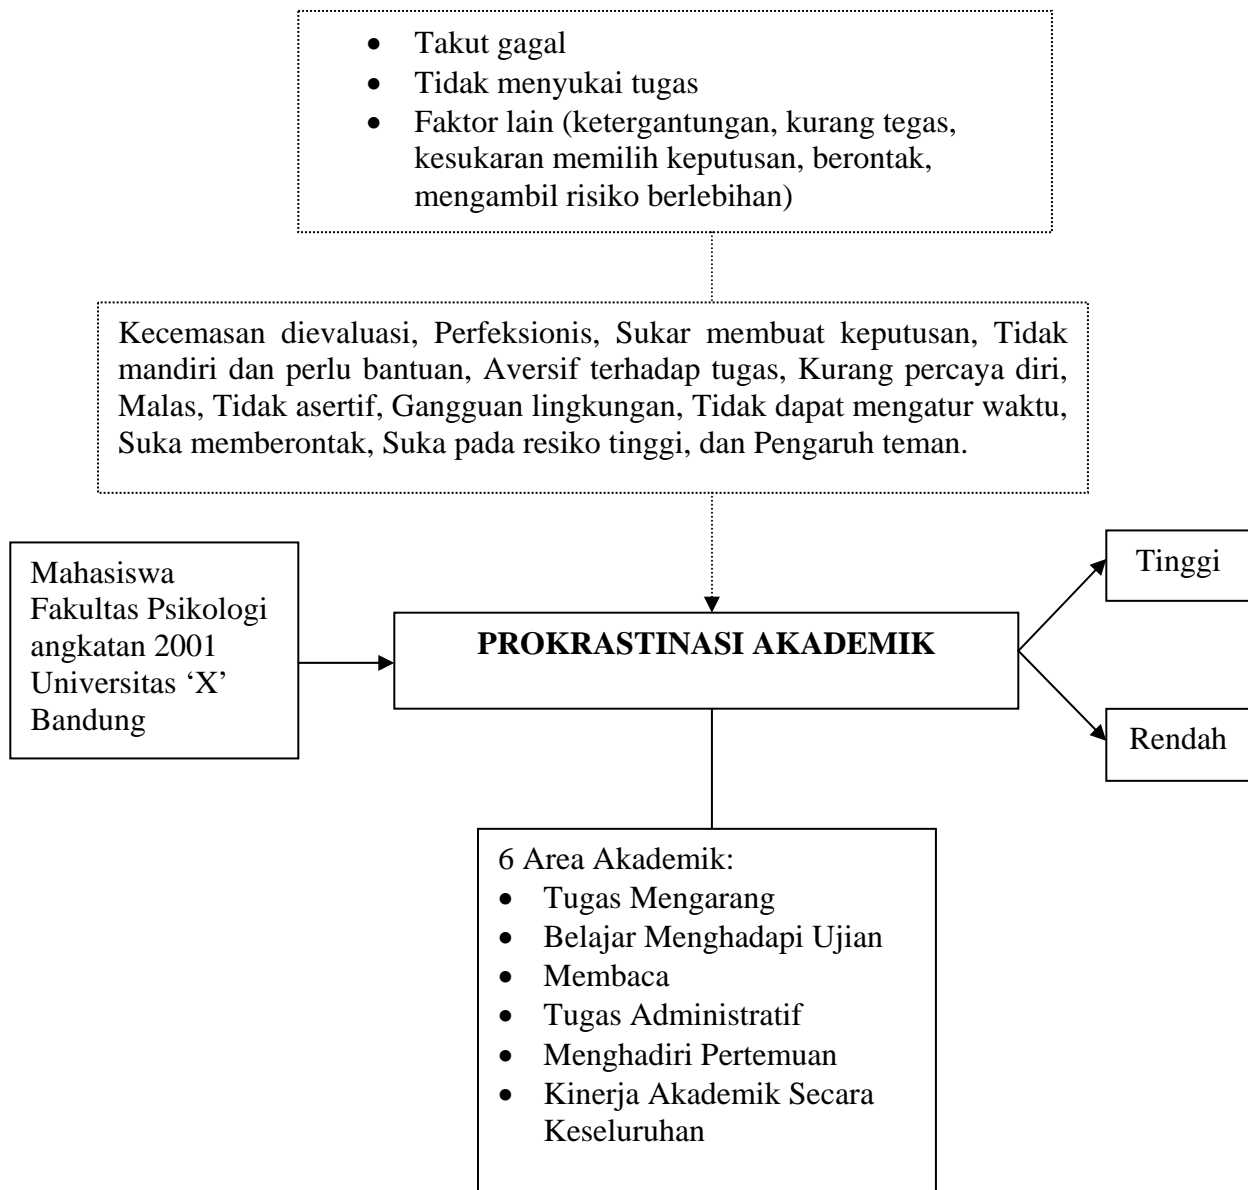 • Takut gagal
• Tidak menyukai tugas
• Faktor lain (ketergantungan, kurang tegas,
kesukaran memilih keputusan, berontak,
mengambil risiko berlebihan)
Kecemasan dievaluasi, Perfeksionis, Sukar membuat keputusan, Tidak
mandiri dan perlu bantuan, Aversif terhadap tugas, Kurang percaya diri,
Malas, Tidak asertif, Gangguan lingkungan, Tidak dapat mengatur waktu,
Suka memberontak, Suka pada resiko tinggi, dan Pengaruh teman.
Mahasiswa
Fakultas Psikologi
angkatan 2001
Universitas ‘X’
Bandung
PROKRASTINASI AKADEMIK
Tinggi
Rendah
6 Area Akademik:
• Tugas Mengarang
• Belajar Menghadapi Ujian
• Membaca
• Tugas Administratif
• Menghadiri Pertemuan
• Kinerja Akademik Secara
Keseluruhan